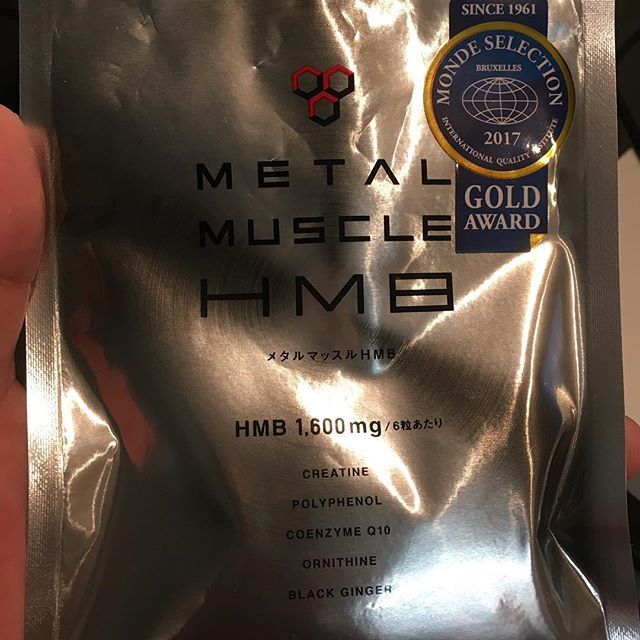 SINCE 1961
MONDE SELECTION
BRUXELLES
2017
INTERNATIONAL QUALITY INSTITUTE
GOLD
AWARD
METAL
MUSCLE
HMB
メタルマッスルHMB
HMB 1,600mg/6粒あたり
CREATINE
POLYPHENOL
COENZYME Q10
ORNITHINE
BLACK GINGER